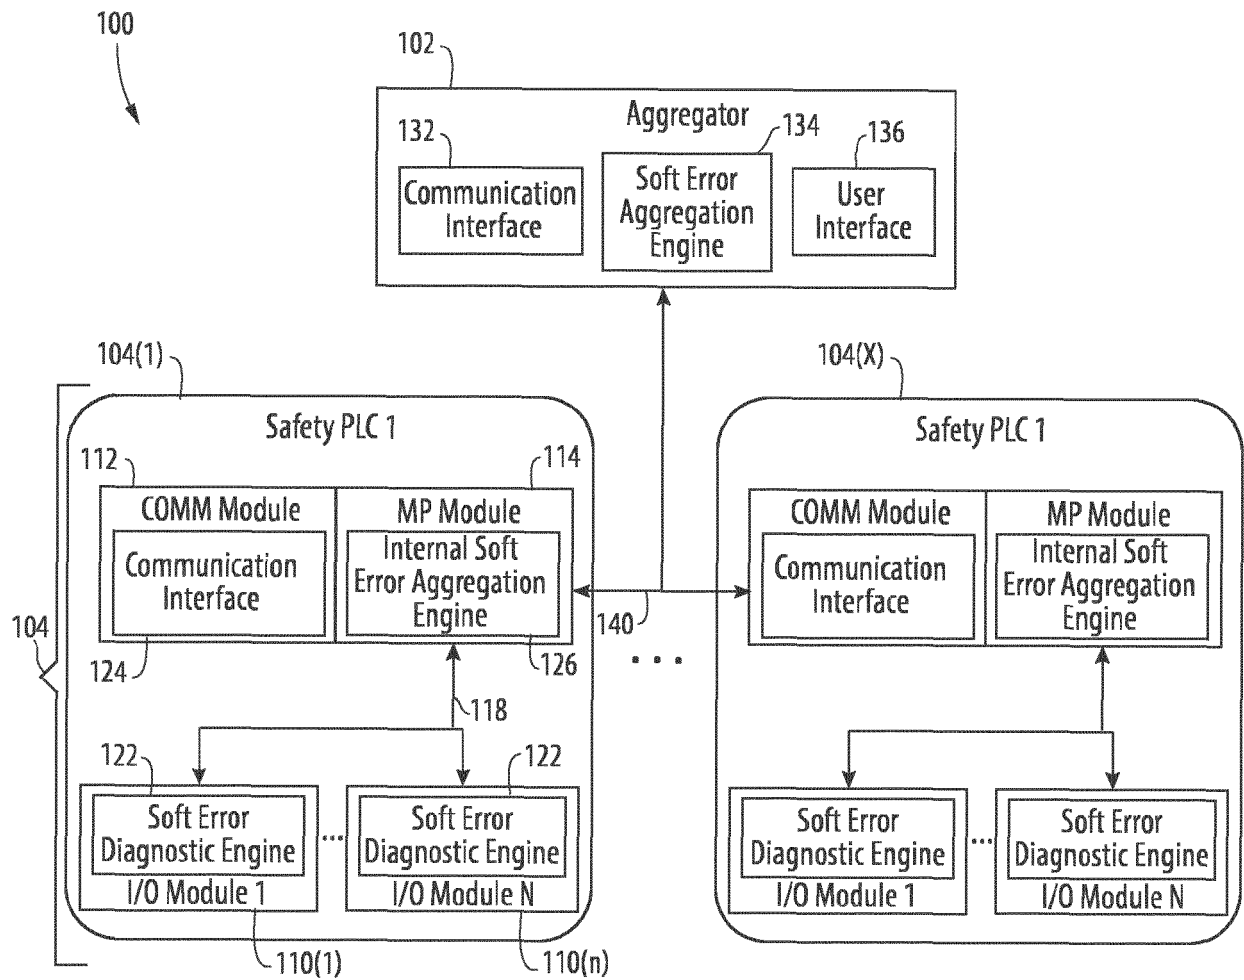 100
102
Aggregator
132
134
136
Communication
Interface
Soft Error
Aggregation
Engine
User
Interface
104(1)
104(X)
Safety PLC 1
Safety PLC 1
112
114
COMM Module
MP Module
Communication
Interface
Internal Soft
Error Aggregation
Engine
COMM Module
MP Module
Communication
Interface
Internal Soft
Error Aggregation
Engine
140
104
124
126
...
118
122
122
Soft Error
Diagnostic Engine
I/O Module 1
...
Soft Error
Diagnostic Engine
I/O Module N
Soft Error
Diagnostic Engine
I/O Module 1
...
Soft Error
Diagnostic Engine
I/O Module N
110(1)
110(n)